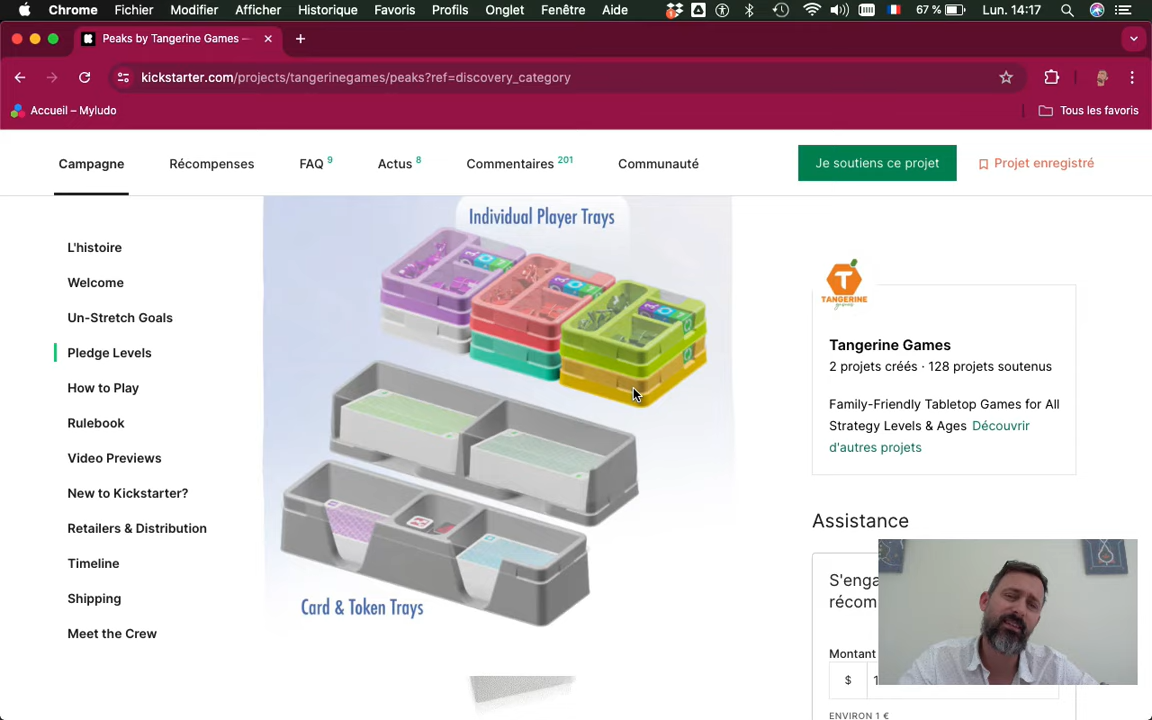 Chrome Fichier Modifier Afficher Historique Favoris Profils Onglet Fenêtre Aide 67 % Lun. 14:17
Peaks by Tangerine Games —
kickstarter.com/projects/tangerinegames/peaks?ref=discovery_category
Accueil – Myludo Tous les favoris
Campagne Récompenses FAQ 9 Actus 8 Commentaires 201 Communauté Je soutiens ce projet Projet enregistré
L'histoire
Welcome
Un-Stretch Goals
Pledge Levels
How to Play
Rulebook
Video Previews
New to Kickstarter?
Retailers & Distribution
Timeline
Shipping
Meet the Crew
Individual Player Trays
Card & Token Trays
T
TANGERINE
games
Tangerine Games
2 projets créés · 128 projets soutenus
Family-Friendly Tabletop Games for All
Strategy Levels & Ages Découvrir
d'autres projets
Assistance
S'enga
récom
Montant
$ 1
ENVIRON 1 €